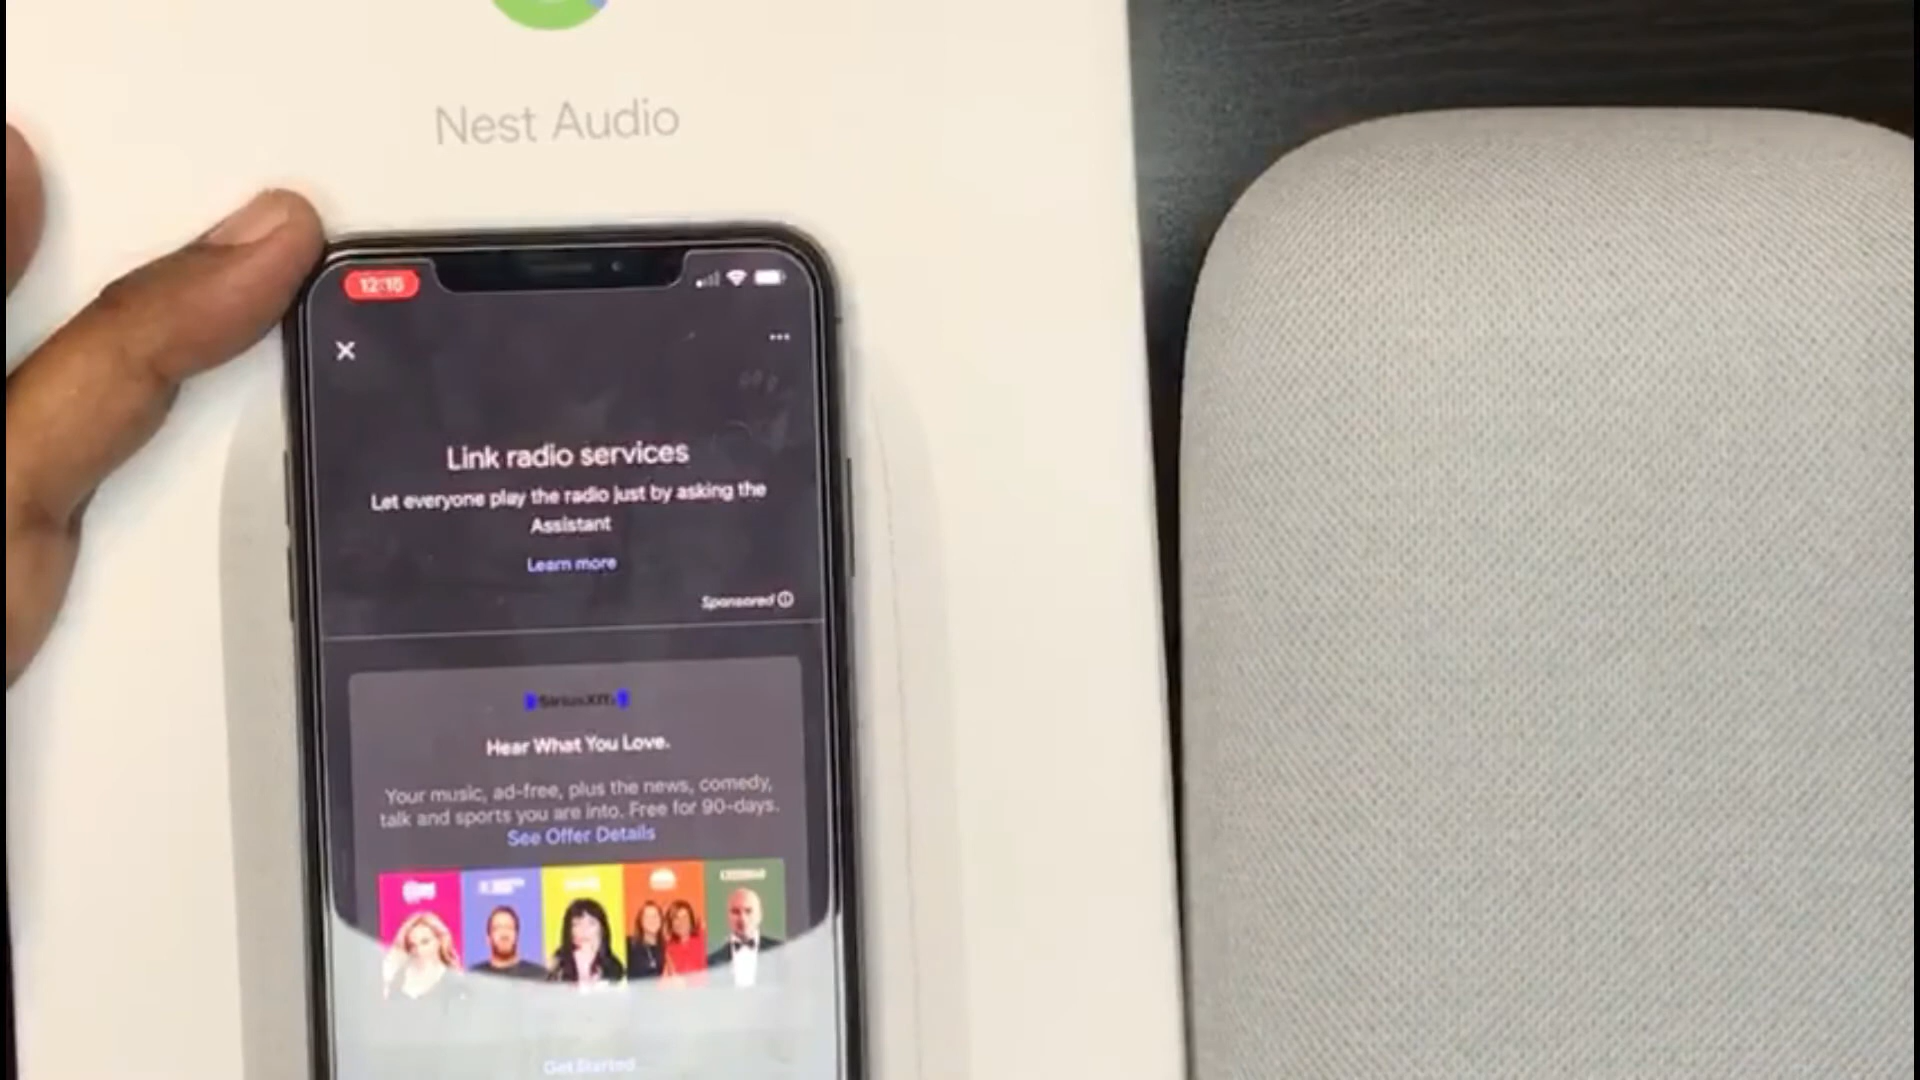 Nest Audio
12:15
Link radio services
Let everyone play the radio just by asking the
Assistant
Learn more
Sponsored
SiriusXM
Hear What You Love.
Your music, ad-free, plus the news, comedy,
talk and sports you are into. Free for 90-days.
See Offer Details
Get Started